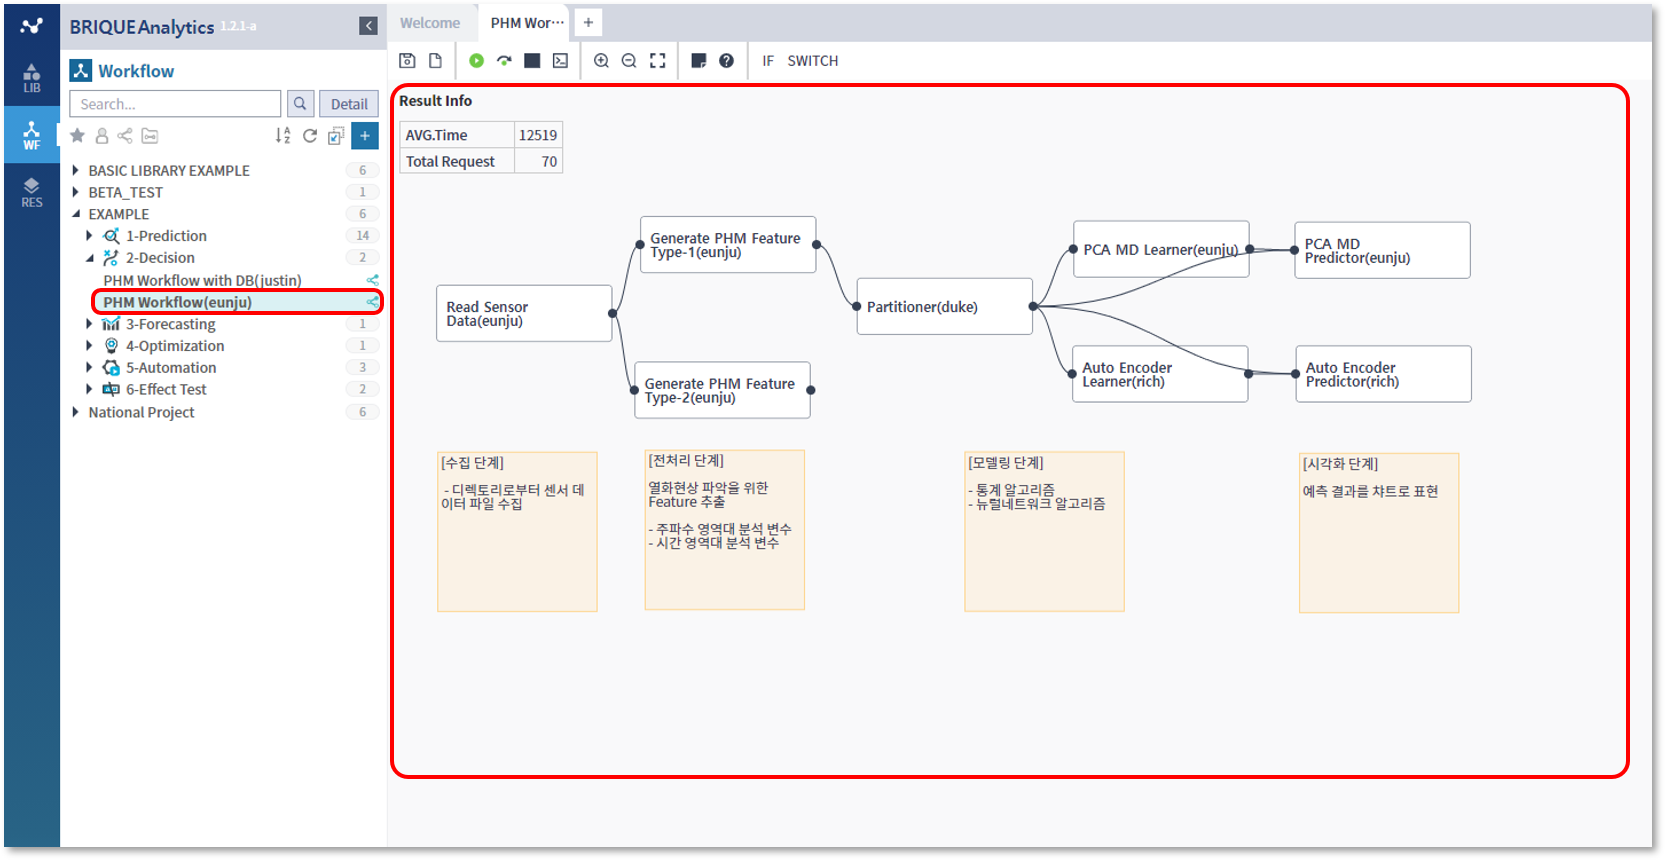 BRIQUEAnalytics 1.2.1-a
Welcome
PHM Wor···
+
LIB
WF
RES
Workflow
Search...
Detail
+
BASIC LIBRARY EXAMPLE 6
BETA_TEST 1
EXAMPLE 6
1-Prediction 14
2-Decision 2
PHM Workflow with DB(justin)
PHM Workflow(eunju)
3-Forecasting 1
4-Optimization 1
5-Automation 3
6-Effect Test 2
National Project 6
IF SWITCH
Result Info
AVG.Time 12519
Total Request 70
Read Sensor
Data(eunju)
Generate PHM Feature
Type-1(eunju)
Generate PHM Feature
Type-2(eunju)
Partitioner(duke)
PCA MD Learner(eunju)
PCA MD
Predictor(eunju)
Auto Encoder
Learner(rich)
Auto Encoder
Predictor(rich)
[수집 단계]
- 디렉토리로부터 센서 데
이터 파일 수집
[전처리 단계]
열화현상 파악을 위한
Feature 추출
- 주파수 영역대 분석 변수
- 시간 영역대 분석 변수
[모델링 단계]
- 통계 알고리즘
- 뉴럴네트워크 알고리즘
[시각화 단계]
예측 결과를 챠트로 표현